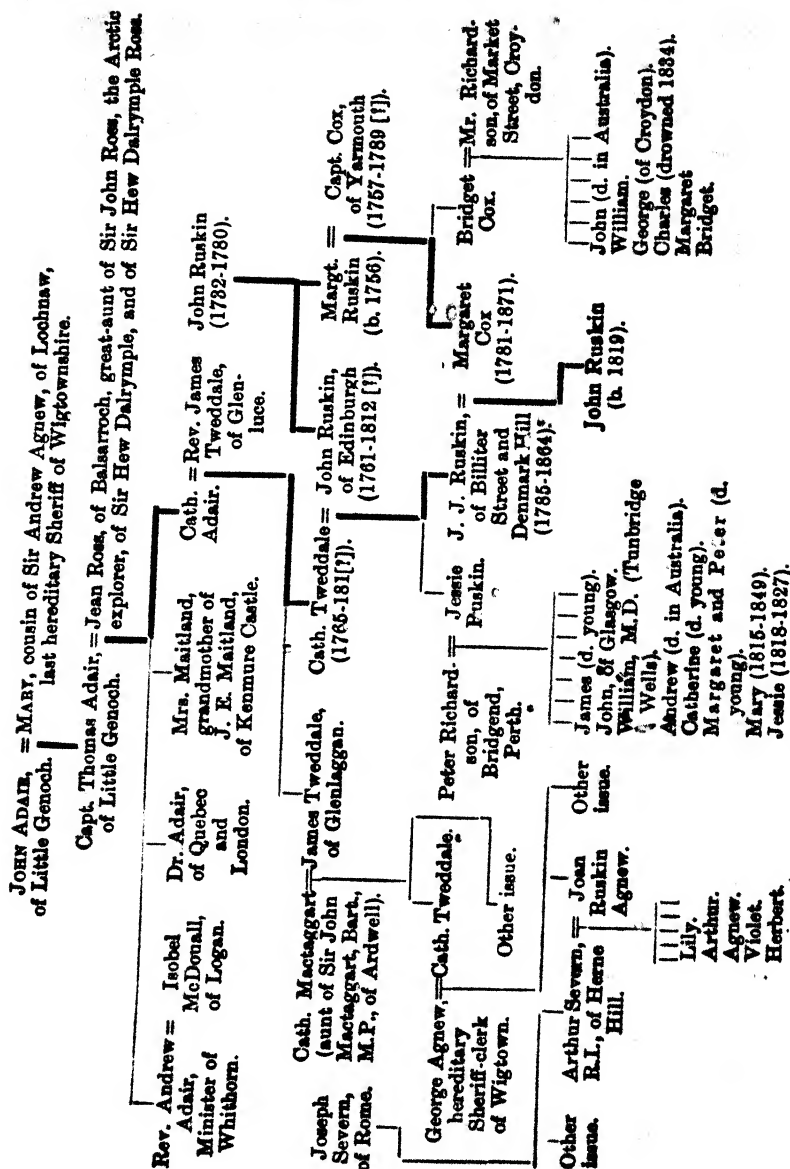 JOHN ADAIR, = MARY, cousin of Sir Andrew Agnew, of Lochnaw,
of Little Genoch. last hereditary Sheriff of Wigtownshire.
Capt. Thomas Adair, = Jean Ross, of Balsarroch, great-aunt of Sir John Ross, the Arctic
of Little Genoch. explorer, of Sir Hew Dalrymple, and of Sir Hew Dalrymple Ross.
Rev. Andrew =
Adair,
Minister of
Whithorn.
Isobel
McDouall,
of Logan.
Dr. Adair,
of Quebec
and
London.
Mrs. Maitland,
grandmother of
J. E. Maitland,
of Kenmure Castle.
Cath. =
Adair.
Rev. James
Tweddale,
of Glen-
luce.
John Ruskin
(1732-1780).
Joseph
Severn,
of Rome.
Cath. Mactaggart =
(aunt of Sir John
Mactaggart, Bart.,
M.P., of Ardwell).
James Tweddale,
of Glenlaggan.
Cath. Tweddale =
(1765-181[?]).
John Ruskin,
of Edinburgh
(1761-1812 [?]).
Margt. =
Ruskin
(b. 1756).
Capt. Cox,
of Yarmouth
(1757-1789 [?]).
George Agnew, =
hereditary
Sheriff-clerk
of Wigtown.
Cath. Tweddale.
Other issue.
Peter Richard- =
son, of
Bridgend,
Perth.
Jessie
Ruskin.
J. J. Ruskin, =
of Billiter
Street and
Denmark Hill
(1785-1864).
Margaret
Cox
(1781-1871).
Bridget =
Cox.
Mr. Richard-
son, of Market
Street, Croy-
don.
Other
issue.
Arthur Severn, =
R.I., of Herne
Hill.
Joan
Ruskin
Agnew.
Other
issue.
James (d. young).
John, of Glasgow.
William, M.D. (Tunbridge
Wells).
Andrew (d. in Australia).
Catherine (d. young).
Margaret and Peter (d.
young).
Mary (1815-1849).
Jessie (1818-1827).
John Ruskin
(b. 1819).
John (d. in Australia).
William.
George (of Croydon).
Charles (drowned 1834).
Margaret
Bridget.
Lily.
Arthur.
Agnew.
Violet.
Herbert.